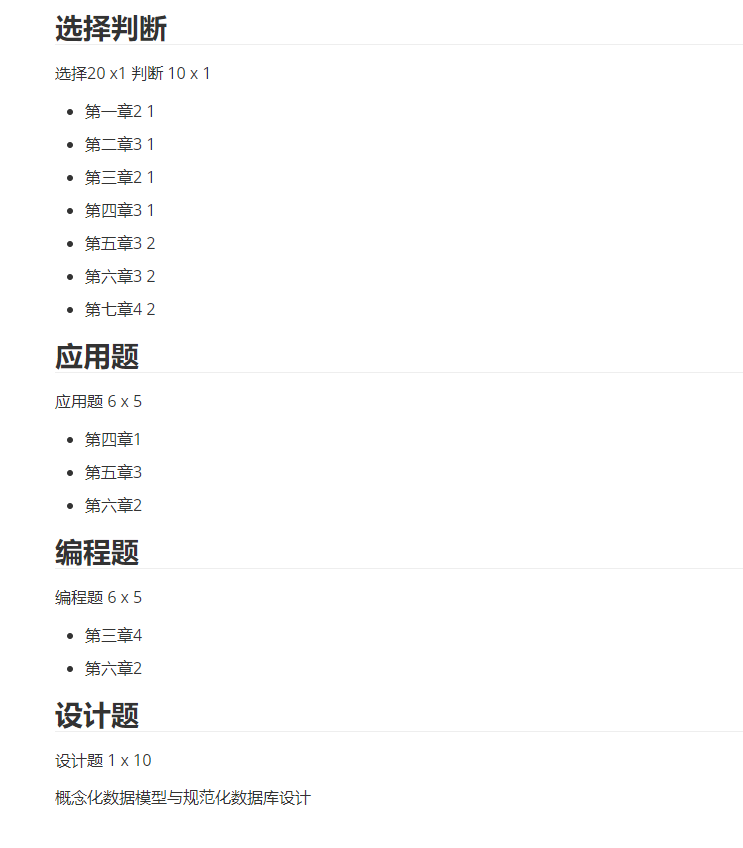 选择判断
选择20 x1 判断 10 x 1
第一章2 1
第二章3 1
第三章2 1
第四章3 1
第五章3 2
第六章3 2
第七章4 2
应用题
应用题 6 x 5
第四章1
第五章3
第六章2
编程题
编程题 6 x 5
第三章4
第六章2
设计题
设计题 1 x 10
概念化数据模型与规范化数据库设计